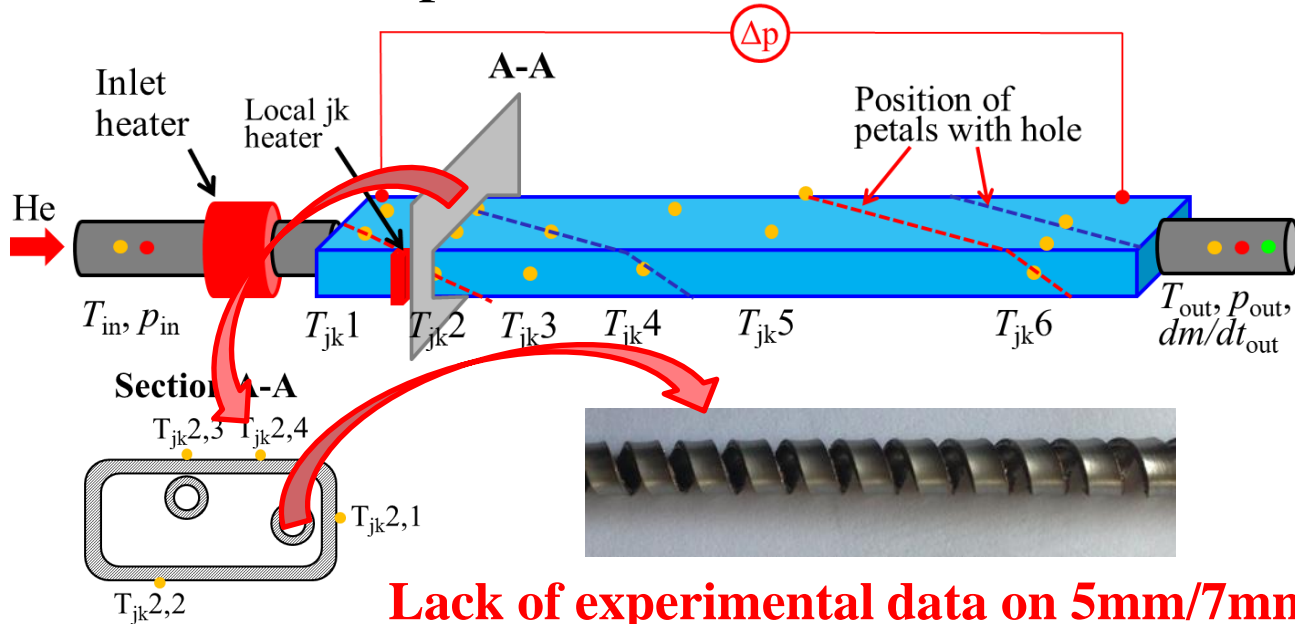 Δp
A-A
Inlet
heater
Local jk
heater
Position of
petals with hole
He
T_in, p_in
T_jk1
T_jk2
T_jk3
T_jk4
T_jk5
T_jk6
T_out, p_out,
dm/dt_out
Section A-A
T_jk2,3
T_jk2,4
T_jk2,1
T_jk2,2
Lack of experimental data on 5mm/7mm